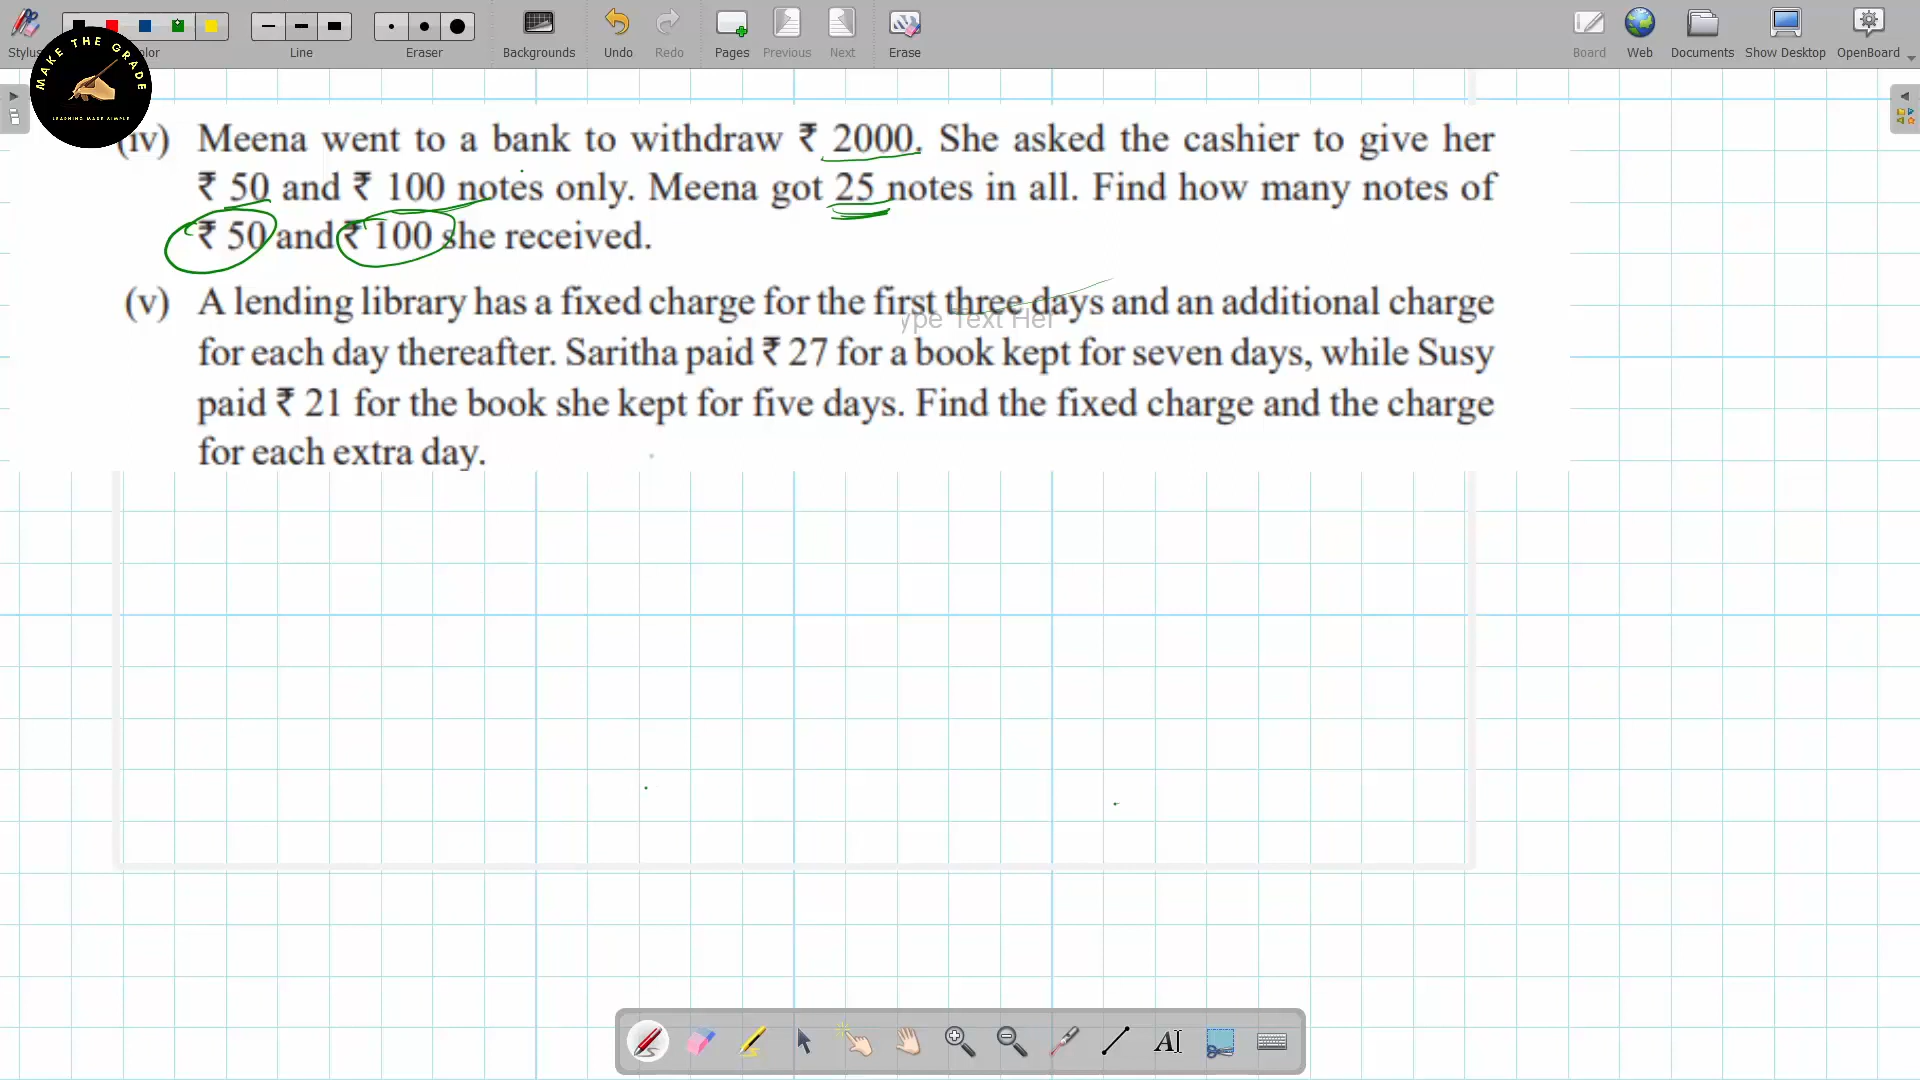 Stylus
Color
Line
Eraser
Backgrounds
Undo
Redo
Pages
Previous
Next
Erase
Board
Web
Documents
Show Desktop
OpenBoard
MAKE THE GRADE
LEARNING MADE SIMPLE
(iv) Meena went to a bank to withdraw ₹ 2000. She asked the cashier to give her
₹ 50 and ₹ 100 notes only. Meena got 25 notes in all. Find how many notes of
₹ 50 and ₹ 100 she received.
(v) A lending library has a fixed charge for the first three days and an additional charge
ype Text Her
for each day thereafter. Saritha paid ₹ 27 for a book kept for seven days, while Susy
paid ₹ 21 for the book she kept for five days. Find the fixed charge and the charge
for each extra day.